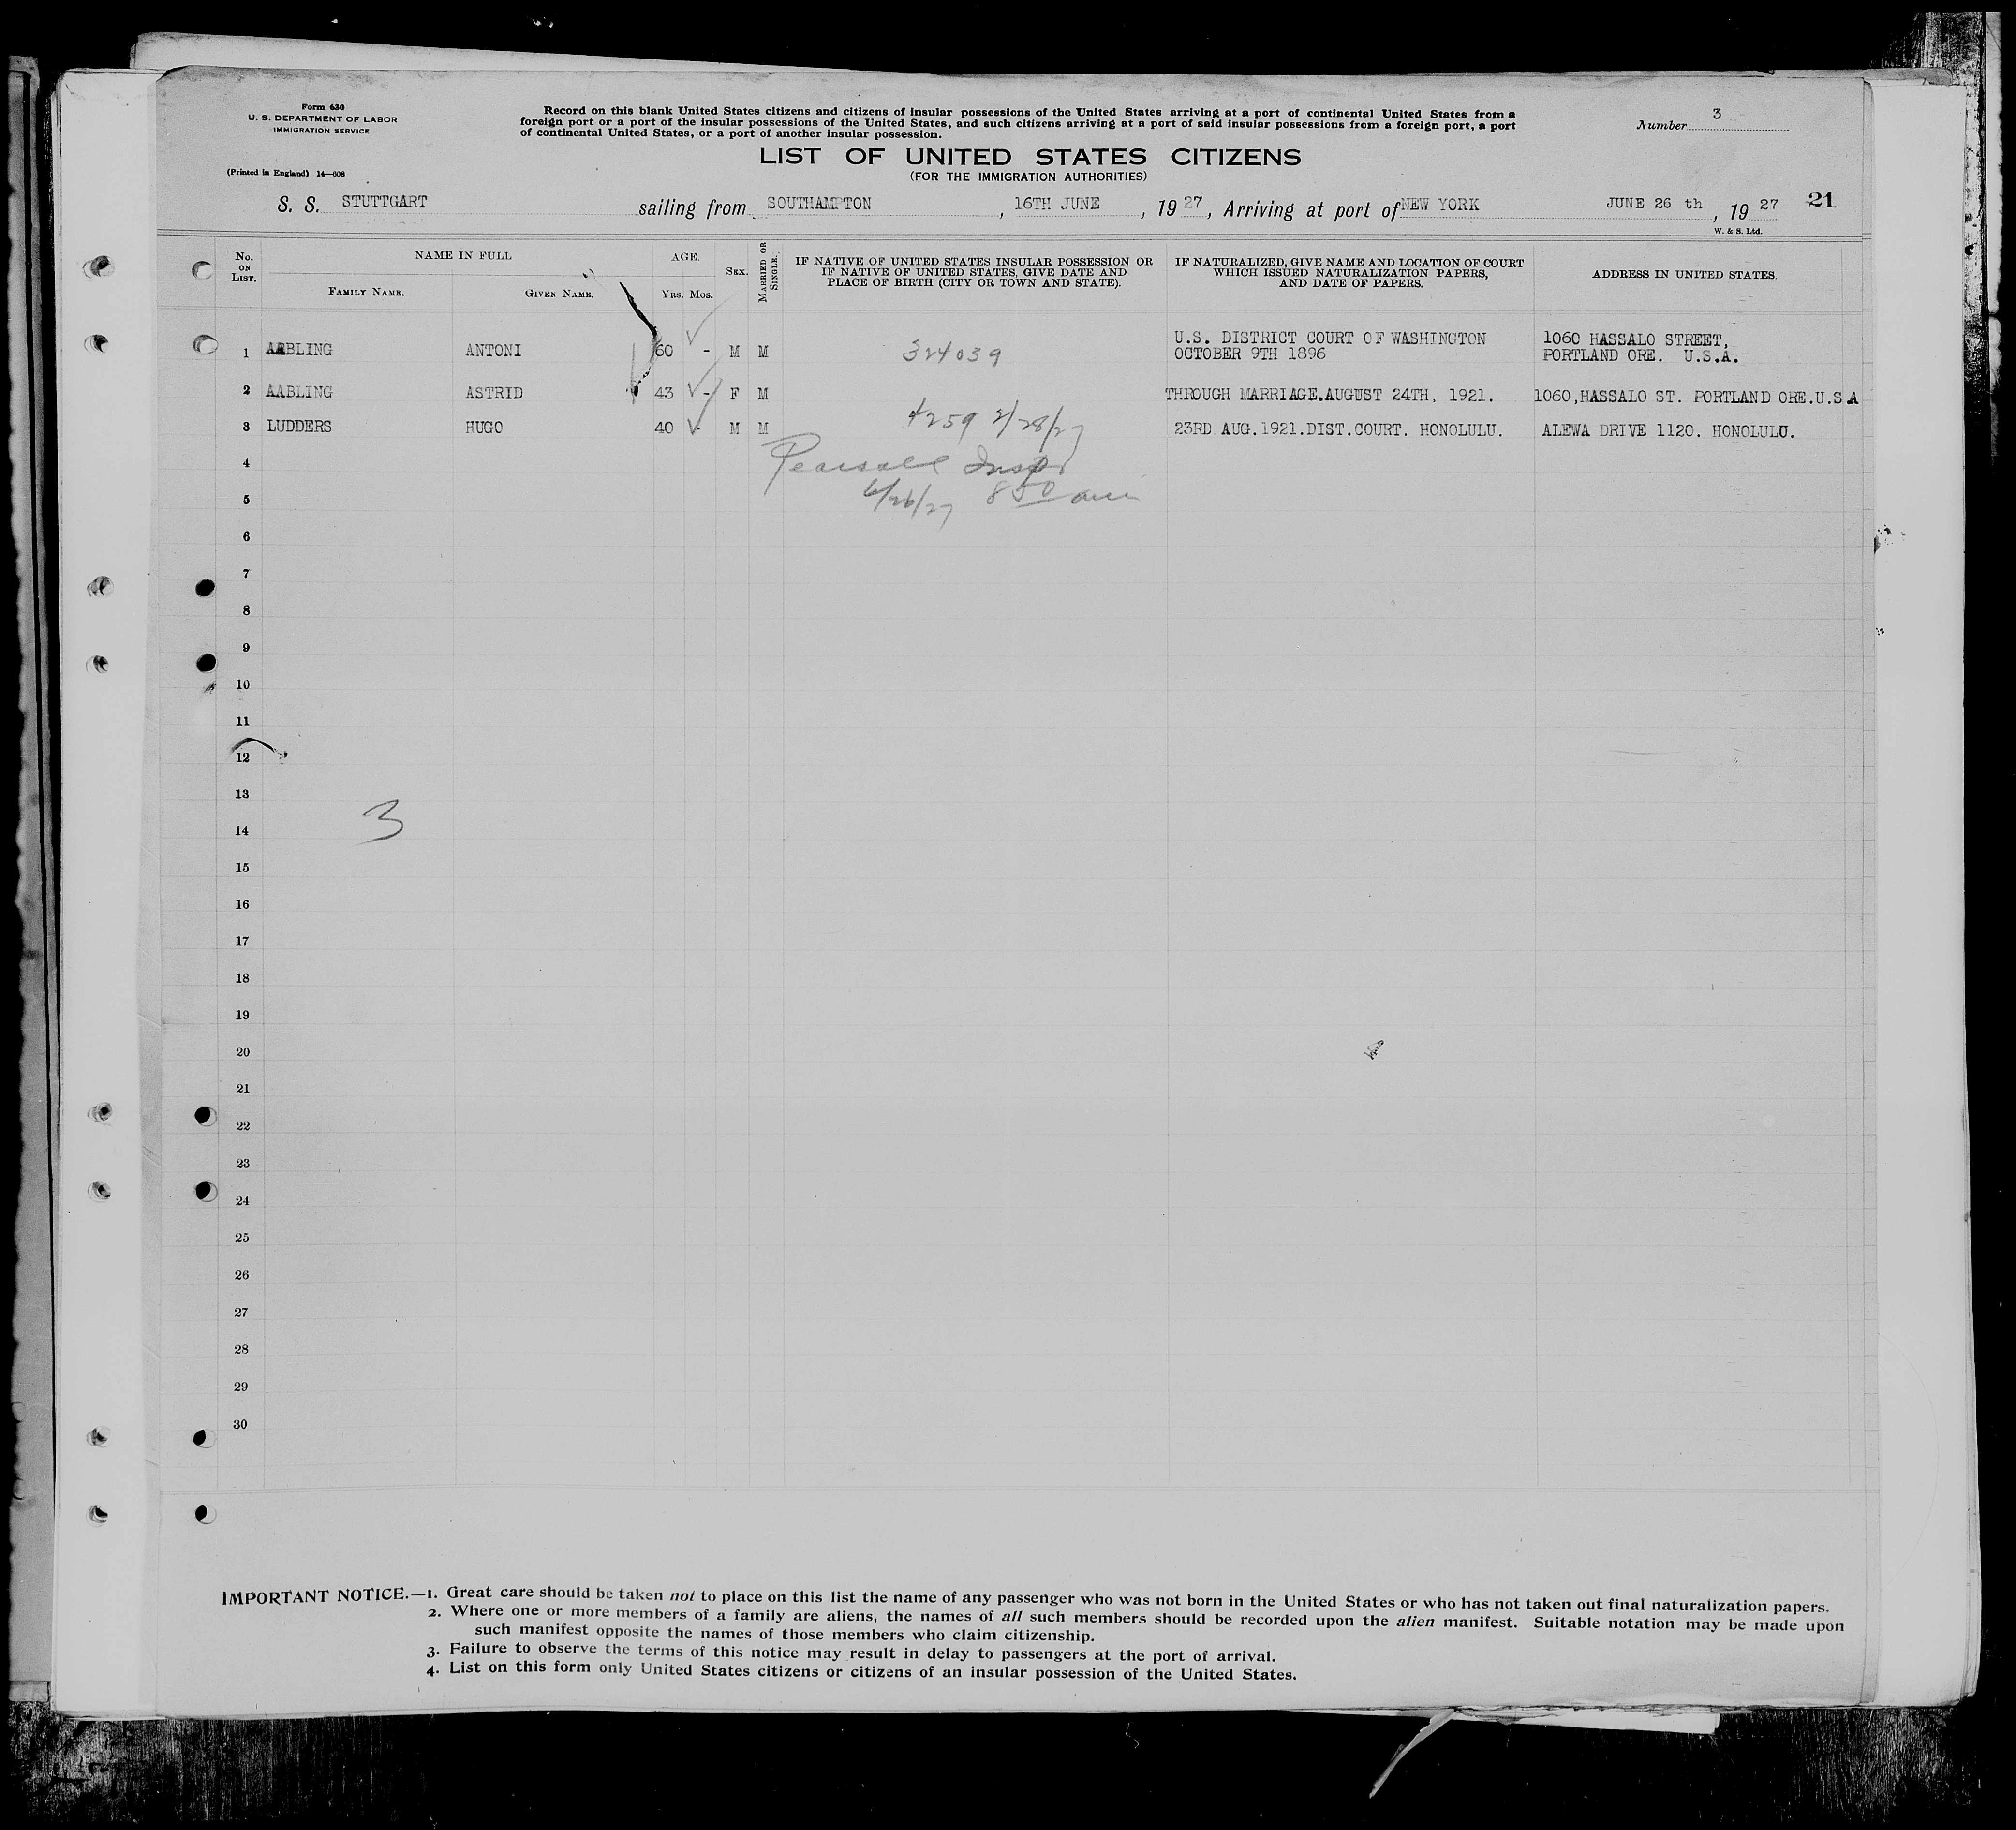 Form 630
U. S. DEPARTMENT OF LABOR
IMMIGRATION SERVICE
(Printed in England) 14—608
Record on this blank United States citizens and citizens of insular possessions of the United States arriving at a port of continental United States from a
foreign port or a port of the insular possessions of the United States, and such citizens arriving at a port of said insular possessions from a foreign port, a port
of continental United States, or a port of another insular possession.
Number 3
LIST OF UNITED STATES CITIZENS
(FOR THE IMMIGRATION AUTHORITIES)
S. S. STUTTGART sailing from SOUTHAMPTON, 16TH JUNE, 1927, Arriving at port of NEW YORK JUNE 26 th, 1927 21
W. & S. Ltd.
No. ON LIST. NAME IN FULL AGE. SEX. MARRIED OR SINGLE. IF NATIVE OF UNITED STATES INSULAR POSSESSION OR IF NATIVE OF UNITED STATES, GIVE DATE AND PLACE OF BIRTH (CITY OR TOWN AND STATE). IF NATURALIZED, GIVE NAME AND LOCATION OF COURT WHICH ISSUED NATURALIZATION PAPERS, AND DATE OF PAPERS. ADDRESS IN UNITED STATES.
FAMILY NAME. GIVEN NAME. YRS. MOS.
1 AABLING ANTONI 60 - M M 324039 U.S. DISTRICT COURT OF WASHINGTON OCTOBER 9TH 1896 1060 HASSALO STREET, PORTLAND ORE. U.S.A.
2 AABLING ASTRID 43 - F M THROUGH MARRIAGE.AUGUST 24TH, 1921. 1060,HASSALO ST. PORTLAND ORE.U.S.A
3 LUDDERS HUGO 40 - M M 4259 2/28/27 23RD AUG.1921.DIST.COURT. HONOLULU. ALEWA DRIVE 1120. HONOLULU.
4 Pearsall Inspr
5 6/26/27 8 50 am
6
7
8
9
10
11
12
13
3
14
15
16
17
18
19
20
21
22
23
24
25
26
27
28
29
30
IMPORTANT NOTICE.—1. Great care should be taken not to place on this list the name of any passenger who was not born in the United States or who has not taken out final naturalization papers.
2. Where one or more members of a family are aliens, the names of all such members should be recorded upon the alien manifest. Suitable notation may be made upon
such manifest opposite the names of those members who claim citizenship.
3. Failure to observe the terms of this notice may result in delay to passengers at the port of arrival.
4. List on this form only United States citizens or citizens of an insular possession of the United States.